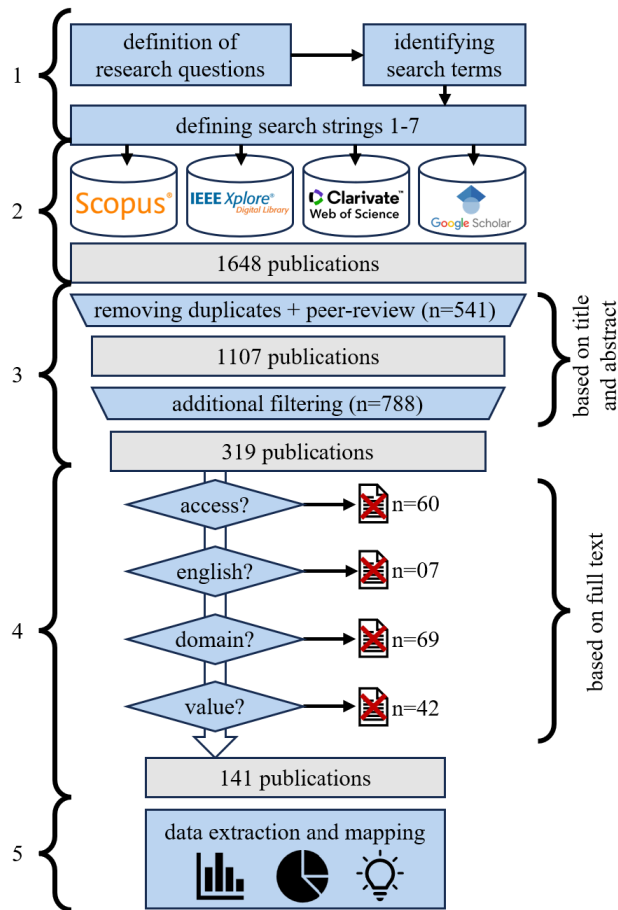 1
definition of
research questions
identifying
search terms
defining search strings 1-7
2
Scopus®
IEEE Xplore®
Digital Library
Clarivate™
Web of Science
Google Scholar
1648 publications
3
removing duplicates + peer-review (n=541)
1107 publications
additional filtering (n=788)
319 publications
based on title
and abstract
4
access?
n=60
english?
n=07
domain?
n=69
value?
n=42
based on full text
141 publications
5
data extraction and mapping